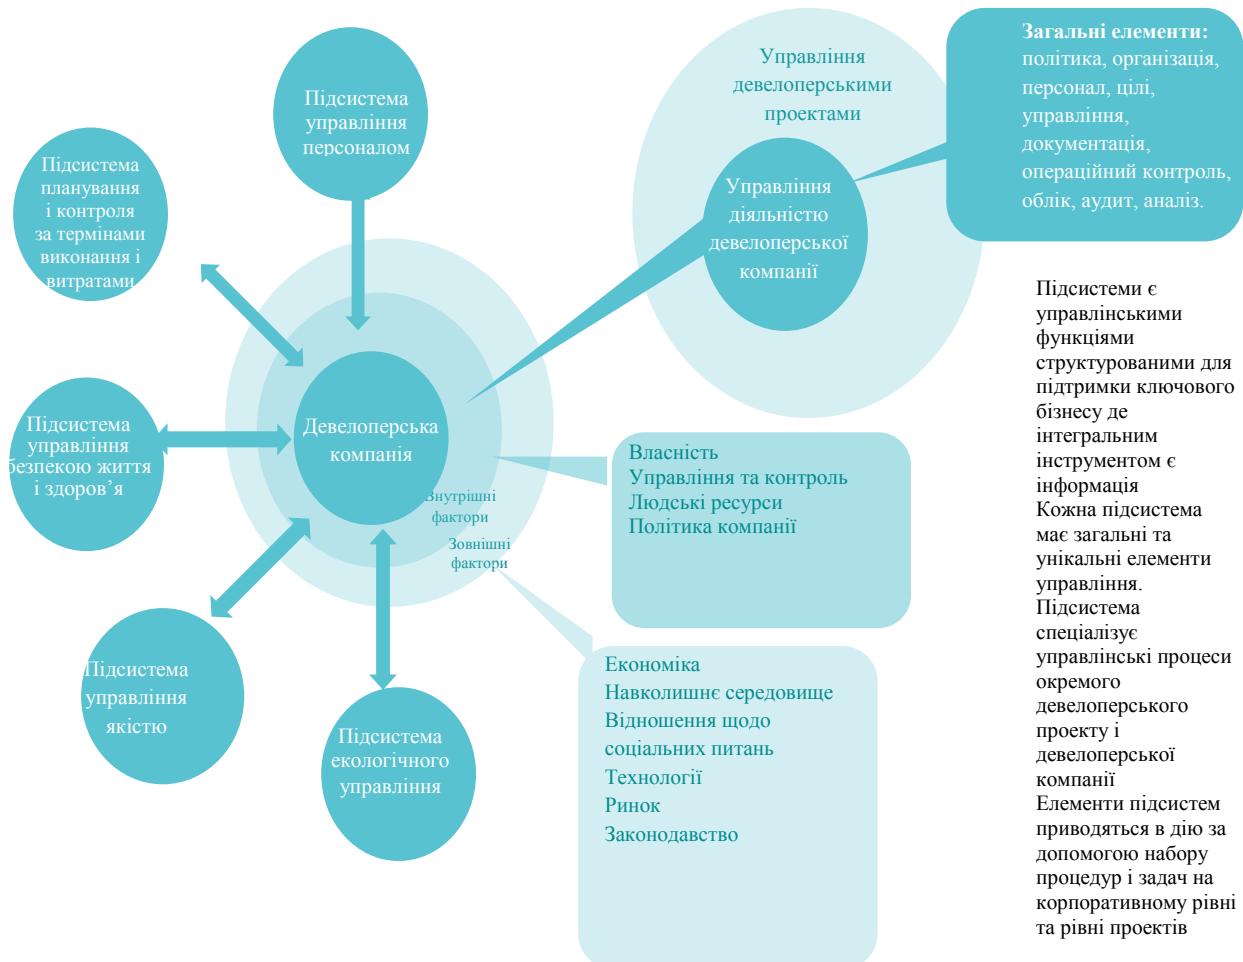 Підсистема
управління
персоналом
Підсистема
планування
і контроля
за термінами
виконання і
витратами
Підсистема
управління
безпекою життя
і здоров’я
Підсистема
управління
якістю
Підсистема
екологічного
управління
Девелоперська
компанія
Внутрішні
фактори
Зовнішні
фактори
Управління
девелоперськими
проектами
Управління
діяльністю
девелоперської
компанії
Загальні елементи:
політика, організація,
персонал, цілі,
управління,
документація,
операційний контроль,
облік, аудит, аналіз.
Власність
Управління та контроль
Людські ресурси
Політика компанії
Економіка
Навколишнє середовище
Відношення щодо
соціальних питань
Технології
Ринок
Законодавство
Підсистеми є
управлінськими
функціями
структурованими для
підтримки ключового
бізнесу де
інтегральним
інструментом є
інформація
Кожна підсистема
має загальні та
унікальні елементи
управління.
Підсистема
спеціалізує
управлінські процеси
окремого
девелоперського
проекту і
девелоперської
компанії
Елементи підсистем
приводяться в дію за
допомогою набору
процедур і задач на
корпоративному рівні
та рівні проектів